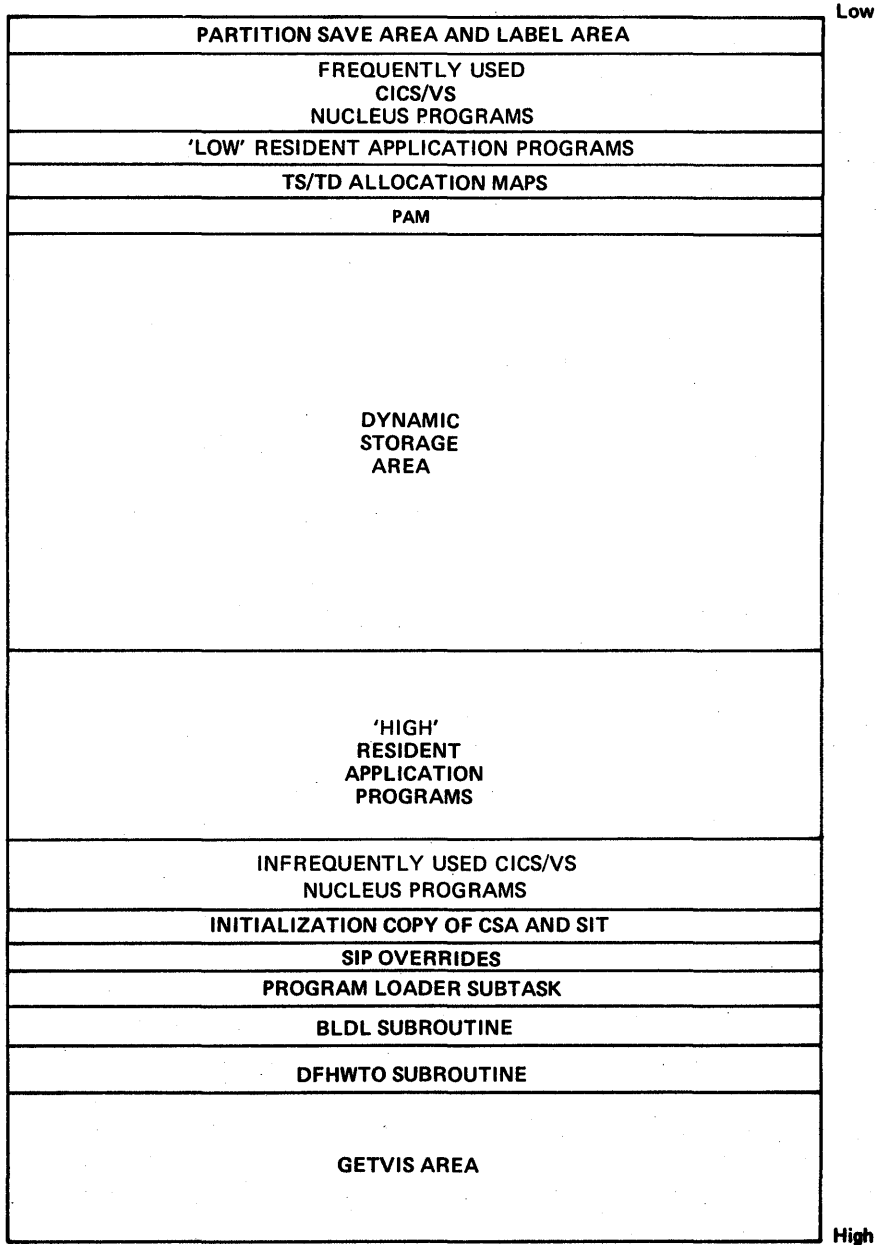 Low
PARTITION SAVE AREA AND LABEL AREA
FREQUENTLY USED
CICS/VS
NUCLEUS PROGRAMS
'LOW' RESIDENT APPLICATION PROGRAMS
TS/TD ALLOCATION MAPS
PAM
DYNAMIC
STORAGE
AREA
'HIGH'
RESIDENT
APPLICATION
PROGRAMS
INFREQUENTLY USED CICS/VS
NUCLEUS PROGRAMS
INITIALIZATION COPY OF CSA AND SIT
SIP OVERRIDES
PROGRAM LOADER SUBTASK
BLDL SUBROUTINE
DFHWTO SUBROUTINE
GETVIS AREA
High